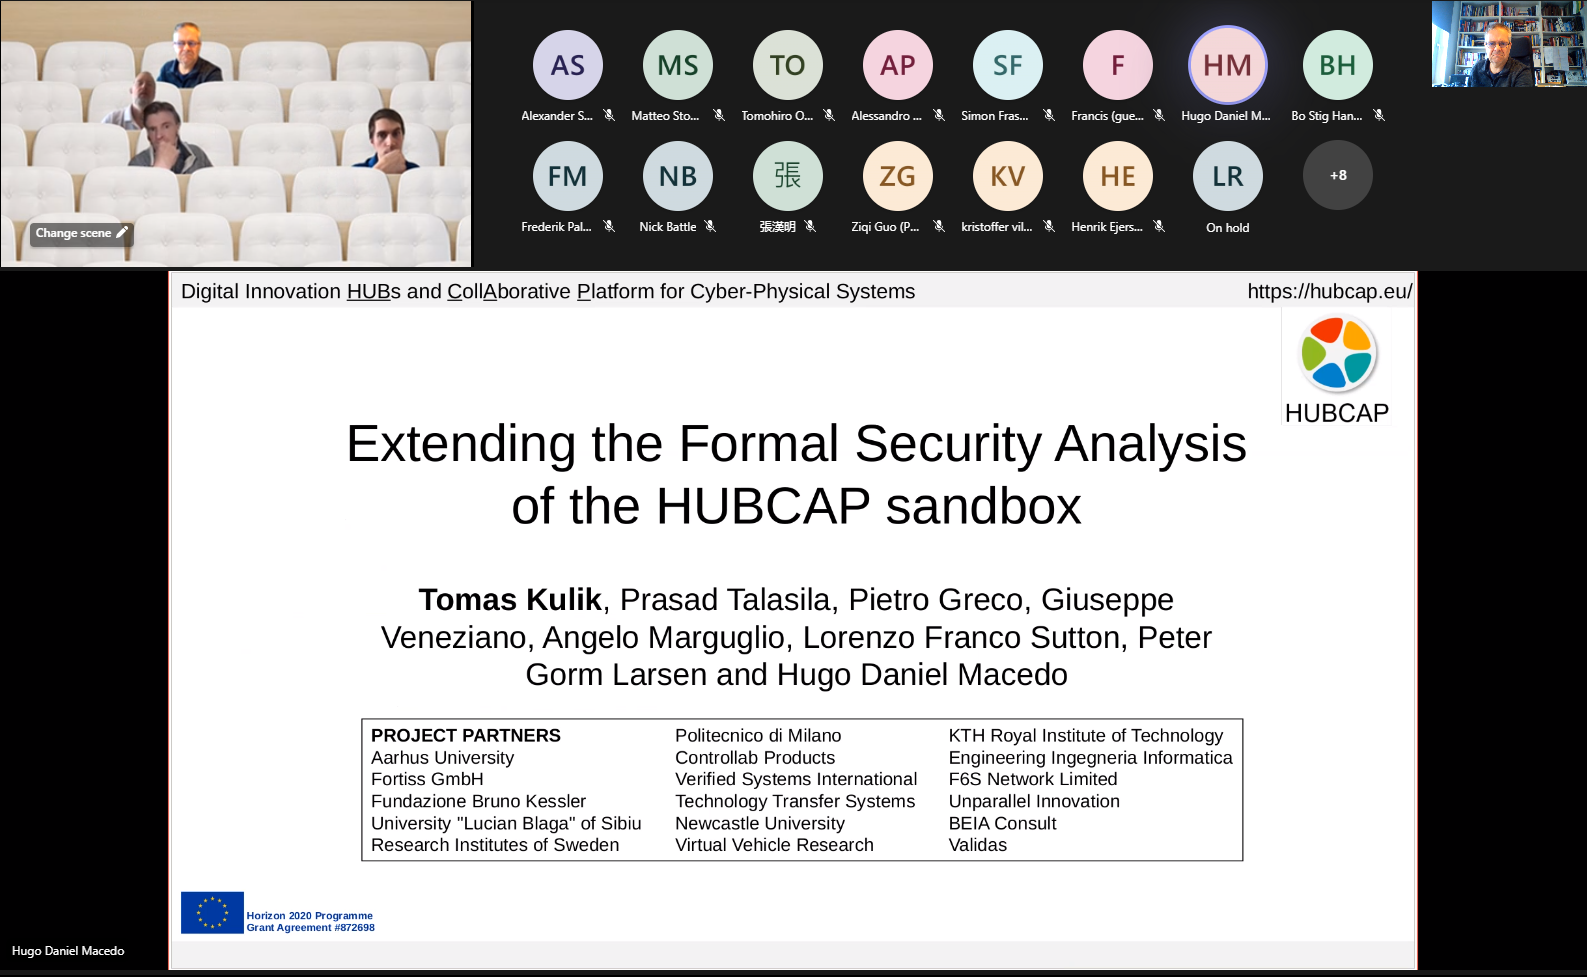 Change scene
AS
MS
TO
AP
SF
F
HM
BH
Alexander S...
Matteo Sto...
Tomohiro O...
Alessandro ...
Simon Fras...
Francis (gue...
Hugo Daniel M...
Bo Stig Han...
FM
NB
張
ZG
KV
HE
LR
+8
Frederik Pal...
Nick Battle
張漢明
Ziqi Guo (P...
kristoffer vil...
Henrik Ejers...
On hold
Digital Innovation HUBs and CollAborative Platform for Cyber-Physical Systems
https://hubcap.eu/
HUBCAP
Extending the Formal Security Analysis
of the HUBCAP sandbox
Tomas Kulik, Prasad Talasila, Pietro Greco, Giuseppe
Veneziano, Angelo Marguglio, Lorenzo Franco Sutton, Peter
Gorm Larsen and Hugo Daniel Macedo
PROJECT PARTNERS
Aarhus University
Fortiss GmbH
Fundazione Bruno Kessler
University "Lucian Blaga" of Sibiu
Research Institutes of Sweden
Politecnico di Milano
Controllab Products
Verified Systems International
Technology Transfer Systems
Newcastle University
Virtual Vehicle Research
KTH Royal Institute of Technology
Engineering Ingegneria Informatica
F6S Network Limited
Unparallel Innovation
BEIA Consult
Validas
Horizon 2020 Programme
Grant Agreement #872698
Hugo Daniel Macedo